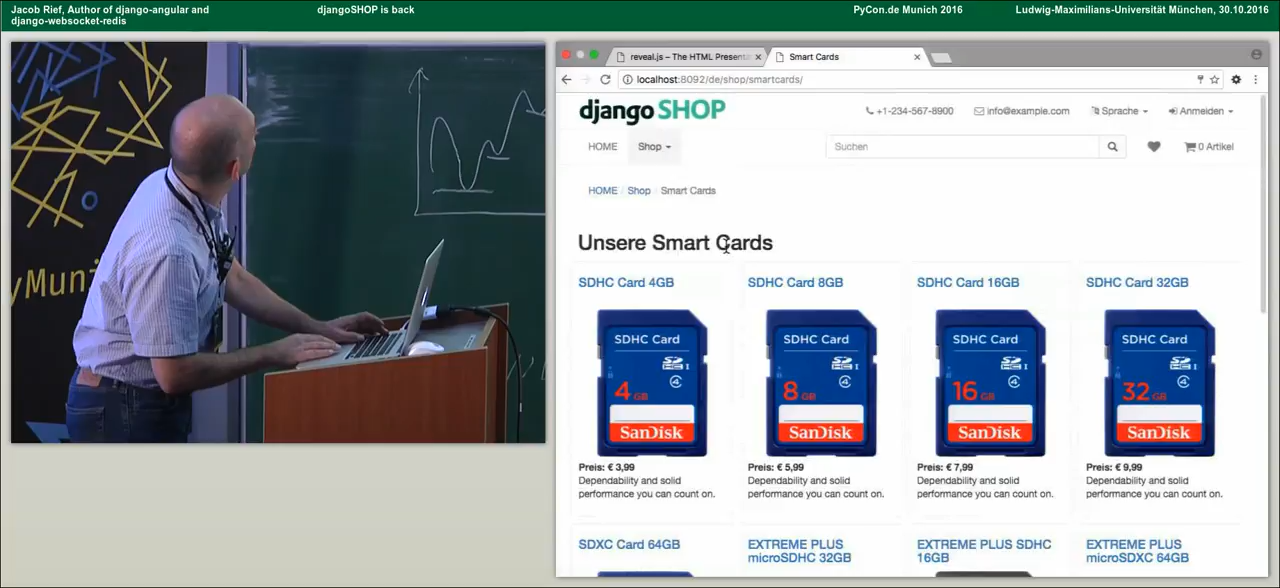 Jacob Rief, Author of django-angular and
django-websocket-redis
djangoSHOP is back
PyCon.de Munich 2016
Ludwig-Maximilians-Universität München, 30.10.2016
yMuni
reveal.js – The HTML Presenta
Smart Cards
localhost:8092/de/shop/smartcards/
django SHOP
+1-234-567-8900
info@example.com
Sprache
Anmelden
HOME
Shop
Suchen
0 Artikel
HOME / Shop / Smart Cards
Unsere Smart Cards
SDHC Card 4GB
SDHC Card 8GB
SDHC Card 16GB
SDHC Card 32GB
SDHC Card
SDHC Card
SDHC Card
SDHC Card
4 GB
8 GB
16 GB
32 GB
SanDisk
SanDisk
SanDisk
SanDisk
Preis: € 3,99
Preis: € 5,99
Preis: € 7,99
Preis: € 9,99
Dependability and solid
performance you can count on.
Dependability and solid
performance you can count on.
Dependability and solid
performance you can count on.
Dependability and solid
performance you can count on.
SDXC Card 64GB
EXTREME PLUS
microSDHC 32GB
EXTREME PLUS SDHC
16GB
EXTREME PLUS
microSDXC 64GB